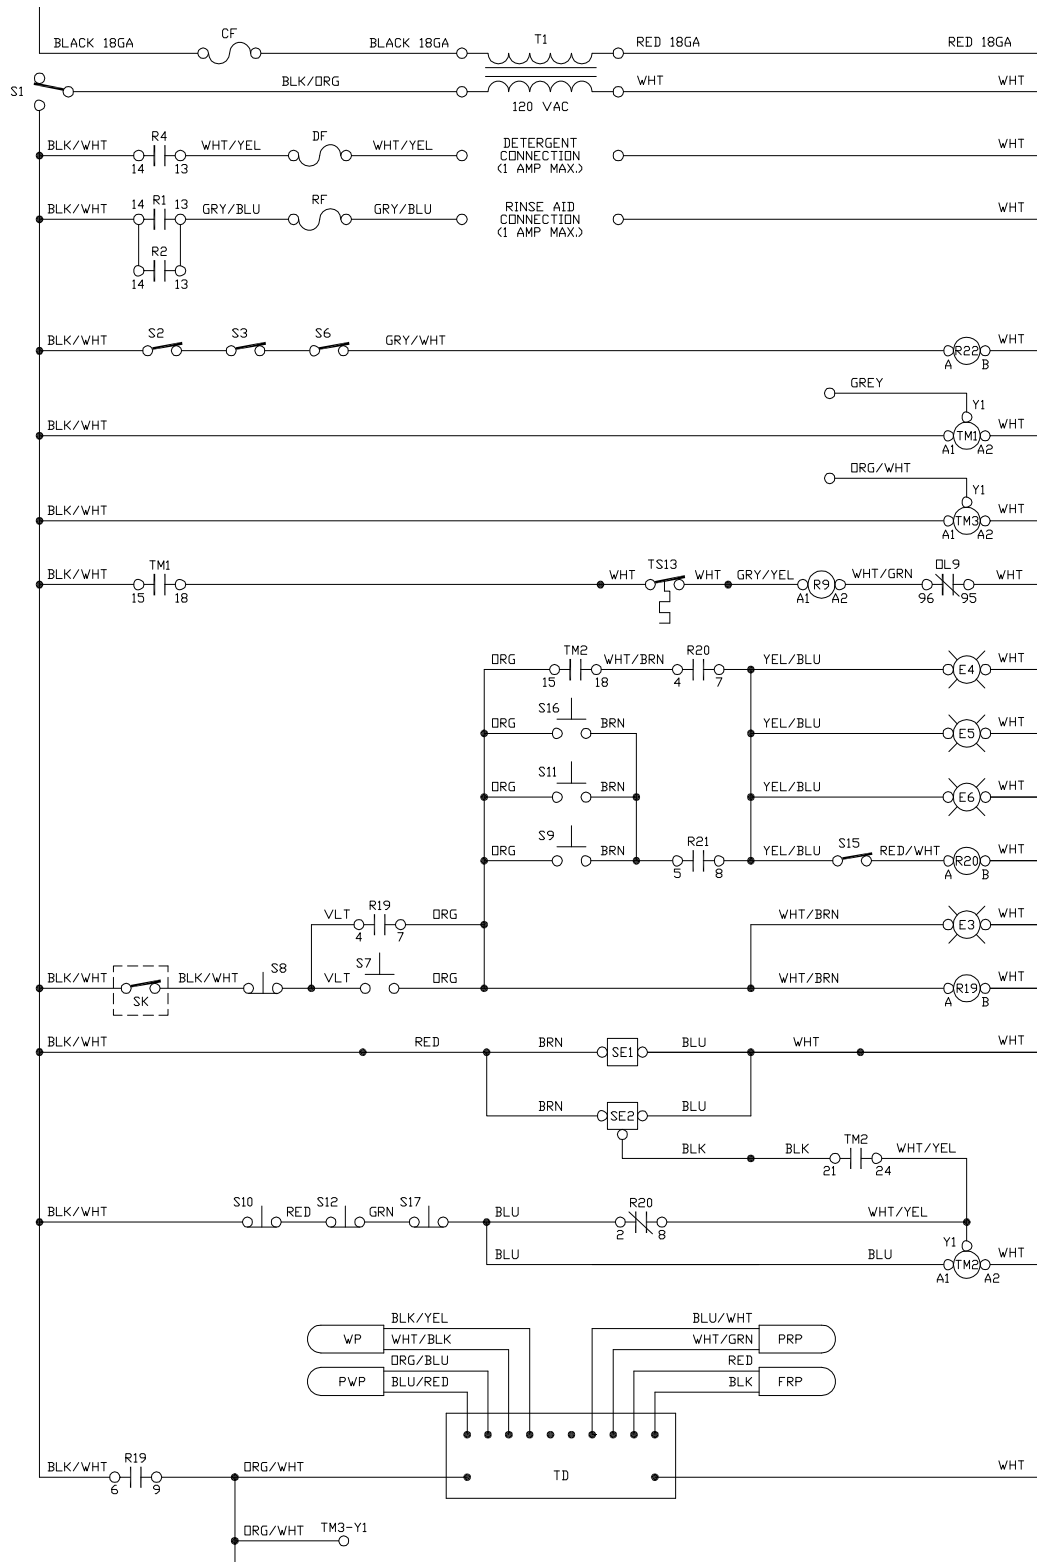 BLACK 18GA CF BLACK 18GA T1 RED 18GA RED 18GA
S1 BLK/ORG WHT WHT
120 VAC
BLK/WHT R4 WHT/YEL DF WHT/YEL DETERGENT WHT
14 13 CONNECTION
(1 AMP MAX.)
BLK/WHT 14 R1 13 GRY/BLU RF GRY/BLU RINSE AID WHT
CONNECTION
(1 AMP MAX.)
R2
14 13
BLK/WHT S2 S3 S6 GRY/WHT R22 WHT
A B
GREY
Y1
BLK/WHT TM1 WHT
A1 A2
ORG/WHT
Y1
BLK/WHT TM3 WHT
A1 A2
BLK/WHT TM1 WHT TS13 WHT GRY/YEL R9 WHT/GRN OL9 WHT
15 18 A1 A2 96 95
ORG TM2 WHT/BRN R20 YEL/BLU E4 WHT
15 18 4 7
S16
ORG BRN YEL/BLU E5 WHT
S11
ORG BRN YEL/BLU E6 WHT
S9 R21 S15
ORG BRN YEL/BLU RED/WHT R20 WHT
5 8 A B
VLT R19 ORG WHT/BRN E3 WHT
4 7
BLK/WHT SK BLK/WHT S8 VLT S7 ORG WHT/BRN R19 WHT
A B
BLK/WHT RED BRN SE1 BLU WHT WHT
BRN SE2 BLU
BLK BLK TM2 WHT/YEL
21 24
BLK/WHT S10 RED S12 GRN S17 BLU R20 WHT/YEL
2 8
Y1
BLU BLU TM2 WHT
A1 A2
BLK/YEL BLU/WHT
WP WHT/BLK WHT/GRN PRP
ORG/BLU RED
PWP BLU/RED BLK FRP
BLK/WHT R19 ORG/WHT TD WHT
6 9
ORG/WHT TM3-Y1